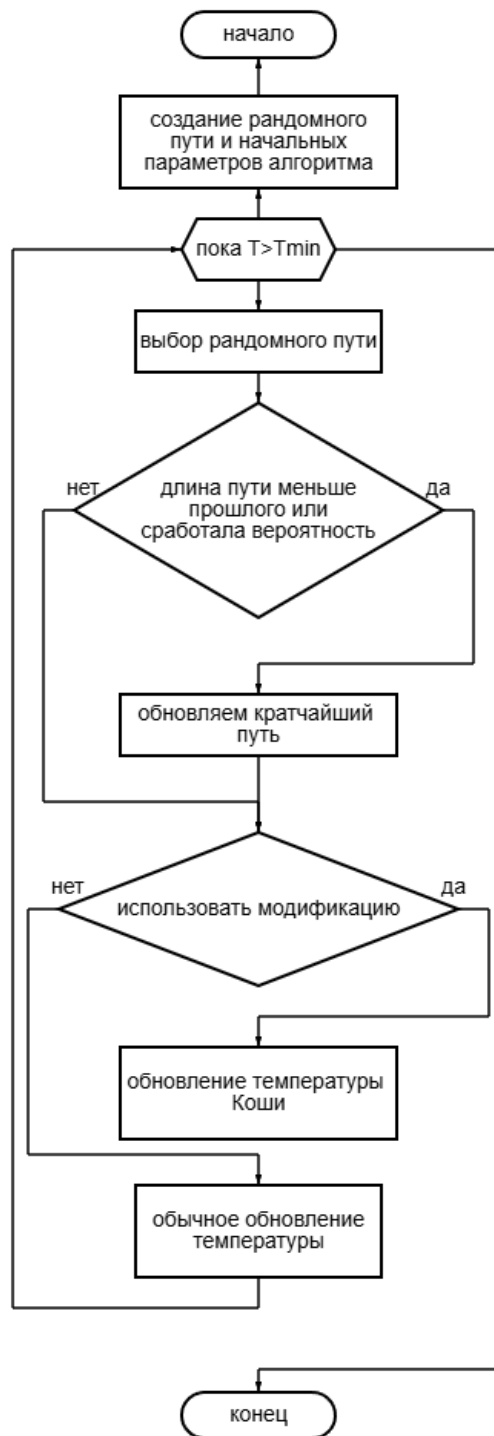 начало
создание рандомного
пути и начальных
параметров алгоритма
пока T>Tmin
выбор рандомного пути
нет
да
длина пути меньше
прошлого или
сработала вероятность
обновляем кратчайший
путь
нет
да
использовать модификацию
обновление температуры
Коши
обычное обновление
температуры
конец